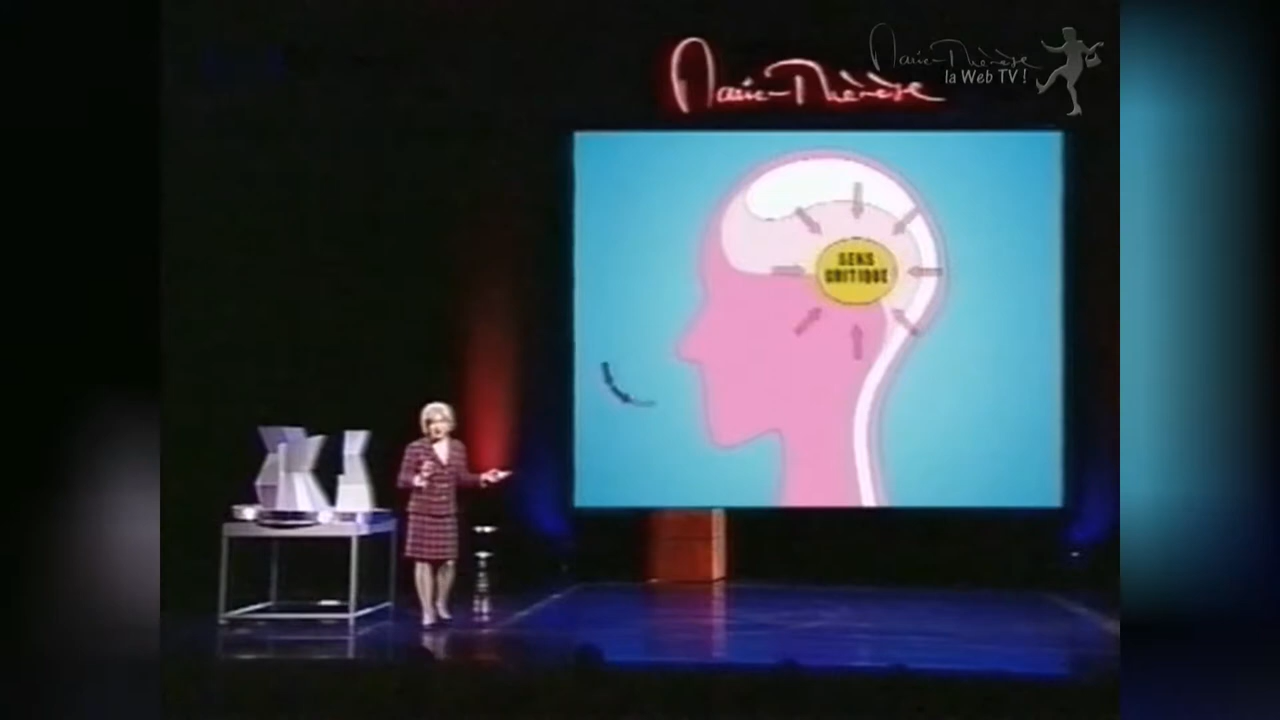 Marie-Thérèse
Marie-Thérèse
la Web TV !
SENS
CRITIQUE